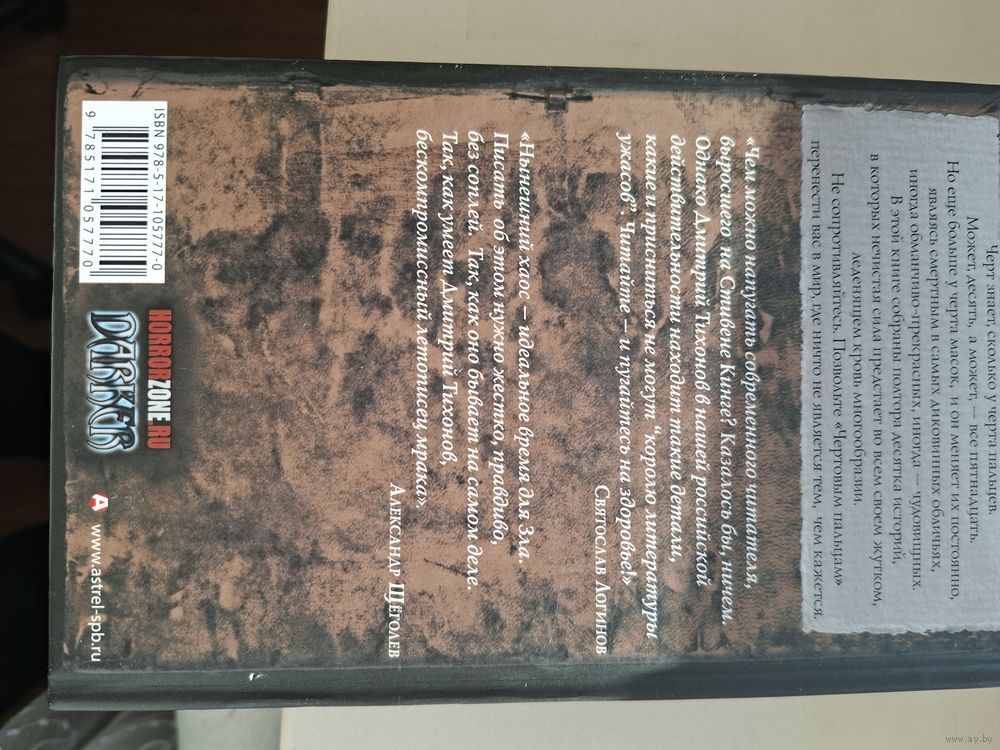 Черт знает, сколько у черта пальцев.
Может, десять, а может, — все пятнадцать.
Но еще больше у черта масок, и он меняет их постоянно,
являясь смертным в самых диковинных обличьях,
иногда обманчиво-прекрасных, иногда — чудовищных.
В этой книге собраны полтора десятка историй,
в которых нечистая сила предстает во всем своем жутком,
леденящем кровь многообразии.
Не сопротивляйтесь. Позвольте «Чертовым пальцам»
перенести вас в мир, где ничто не является тем, чем кажется.
«Чем можно напугать современного читателя,
выросшего на Стивене Кинге? Казалось бы, ничем.
Однако Дмитрий Тихонов в нашей российской
действительности находит такие детали,
какие и присниться не могут "королю литературы
ужасов". Читайте – и пугайтесь на здоровье!»
Святослав Логинов
«Нынешний хаос – идеальное время для Зла.
Писать об этом нужно жестко, правдиво,
без соплей. Так, как оно бывает на самом деле.
Так, как умеет Дмитрий Тихонов,
бескомпромиссный летописец мрака».
Александр Щёголев
ISBN 978-5-17-105777-0
9 785171 057770
HORRORZONE.RU
DARKER
А www.astrel-spb.ru
www.ay.by